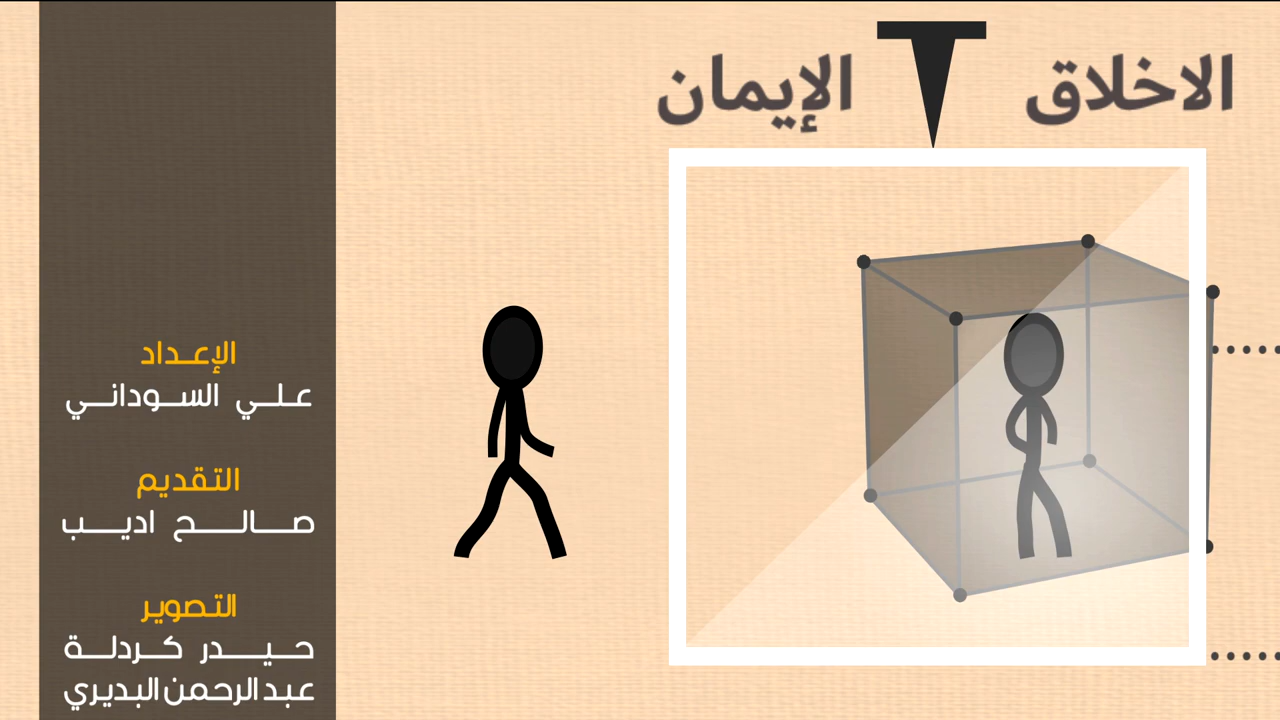 الاخلاق الإيمان
الإعداد
علي السوداني
التقديم
صالح اديب
التصوير
حيدر كردلة
عبد الرحمن البديري